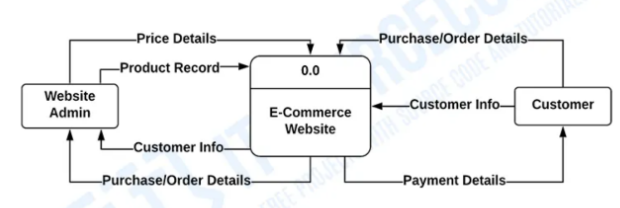 Price Details
Purchase/Order Details
Product Record
0.0
Website
Admin
E-Commerce
Website
Customer Info
Customer
Customer Info
Purchase/Order Details
Payment Details